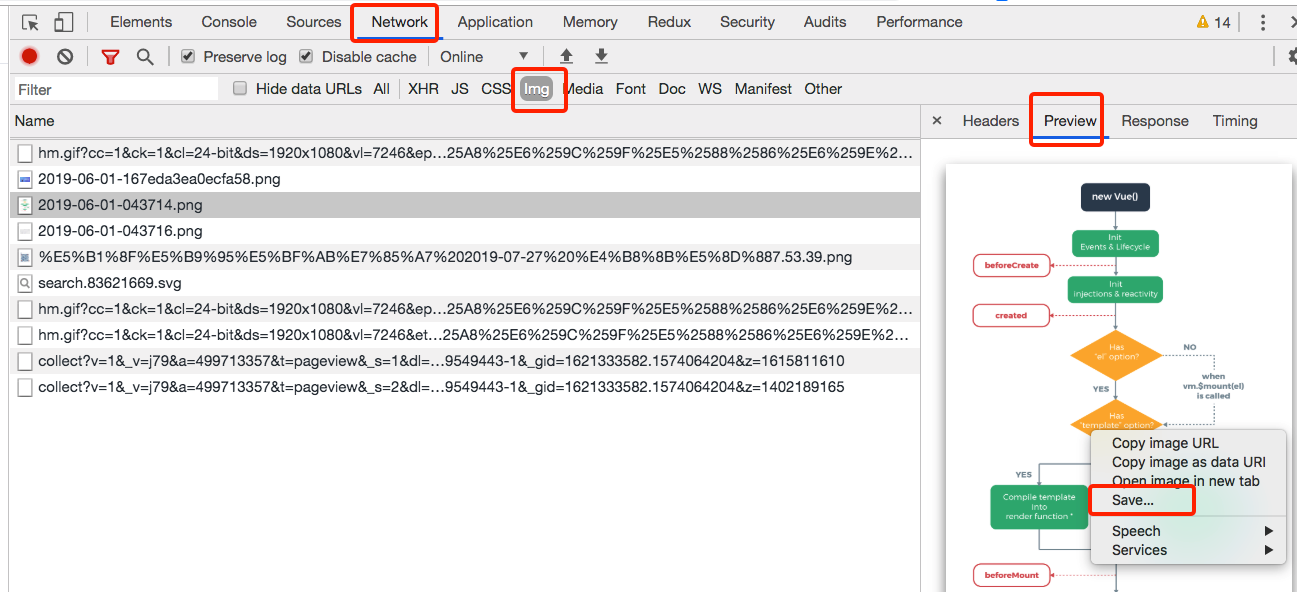 Elements Console Sources Network Application Memory Redux Security Audits Performance 14
Preserve log Disable cache Online
Filter Hide data URLs All XHR JS CSS Img Media Font Doc WS Manifest Other
Name
hm.gif?cc=1&ck=1&cl=24-bit&ds=1920x1080&vl=7246&ep…25A8%25E6%259C%259F%25E5%2588%2586%25E6%259E%2…
2019-06-01-167eda3ea0ecfa58.png
2019-06-01-043714.png
2019-06-01-043716.png
%E5%B1%8F%E5%B9%95%E5%BF%AB%E7%85%A7%202019-07-27%20%E4%B8%8B%E5%8D%887.53.39.png
search.83621669.svg
hm.gif?cc=1&ck=1&cl=24-bit&ds=1920x1080&vl=7246&ep…25A8%25E6%259C%259F%25E5%2588%2586%25E6%259E%2…
hm.gif?cc=1&ck=1&cl=24-bit&ds=1920x1080&vl=7246&et…25A8%25E6%259C%259F%25E5%2588%2586%25E6%259E%2…
collect?v=1&_v=j79&a=499713357&t=pageview&_s=1&dl=…9549443-1&_gid=1621333582.1574064204&z=1615811610
collect?v=1&_v=j79&a=499713357&t=pageview&_s=2&dl=…9549443-1&_gid=1621333582.1574064204&z=1402189165
× Headers Preview Response Timing
new Vue()
Init
Events & Lifecycle
beforeCreate
Init
injections & reactivity
created
Has
"el" option?
NO
when
vm.$mount(el)
is called
YES
Has
"template" option?
YES
Compile template
into
render function *
beforeMount
Copy image URL
Copy image as data URI
Open image in new tab
Save…
Speech
Services